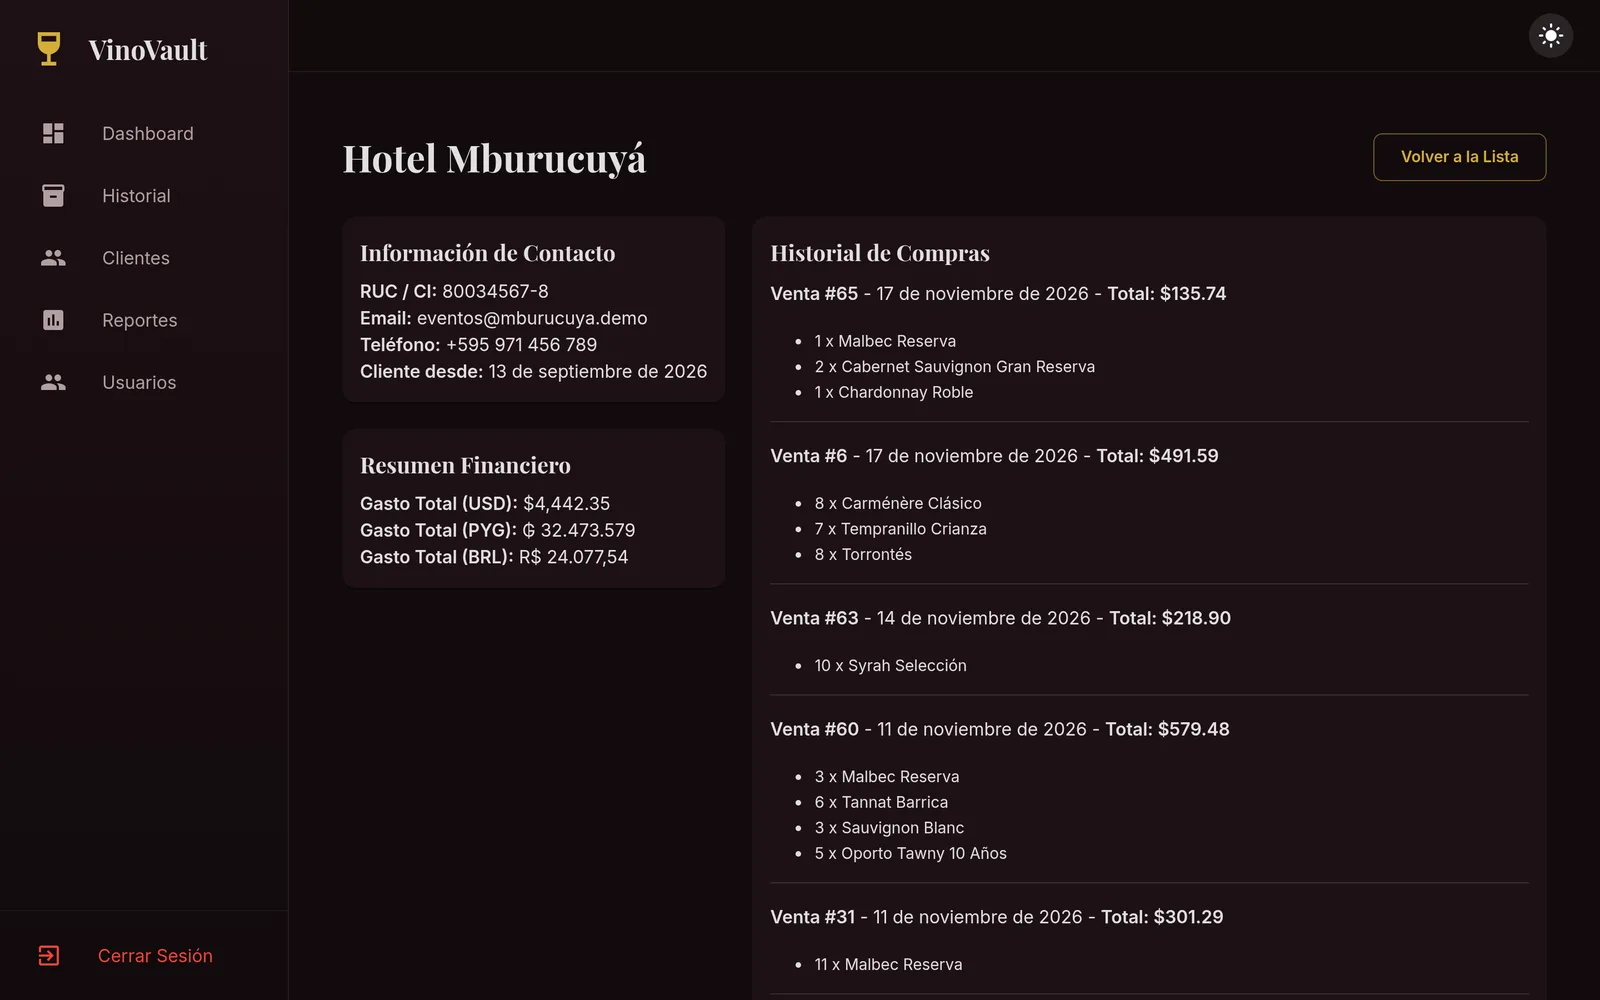 VinoVault
Dashboard
Historial
Clientes
Reportes
Usuarios
Cerrar Sesión
Hotel Mburucuyá
Volver a la Lista
Información de Contacto
RUC / CI: 80034567-8
Email: eventos@mburucuya.demo
Teléfono: +595 971 456 789
Cliente desde: 13 de septiembre de 2026
Resumen Financiero
Gasto Total (USD): $4,442.35
Gasto Total (PYG): ₲ 32.473.579
Gasto Total (BRL): R$ 24.077,54
Historial de Compras
Venta #65 - 17 de noviembre de 2026 - Total: $135.74
• 1 x Malbec Reserva
• 2 x Cabernet Sauvignon Gran Reserva
• 1 x Chardonnay Roble
Venta #6 - 17 de noviembre de 2026 - Total: $491.59
• 8 x Carménère Clásico
• 7 x Tempranillo Crianza
• 8 x Torrontés
Venta #63 - 14 de noviembre de 2026 - Total: $218.90
• 10 x Syrah Selección
Venta #60 - 11 de noviembre de 2026 - Total: $579.48
• 3 x Malbec Reserva
• 6 x Tannat Barrica
• 3 x Sauvignon Blanc
• 5 x Oporto Tawny 10 Años
Venta #31 - 11 de noviembre de 2026 - Total: $301.29
• 11 x Malbec Reserva